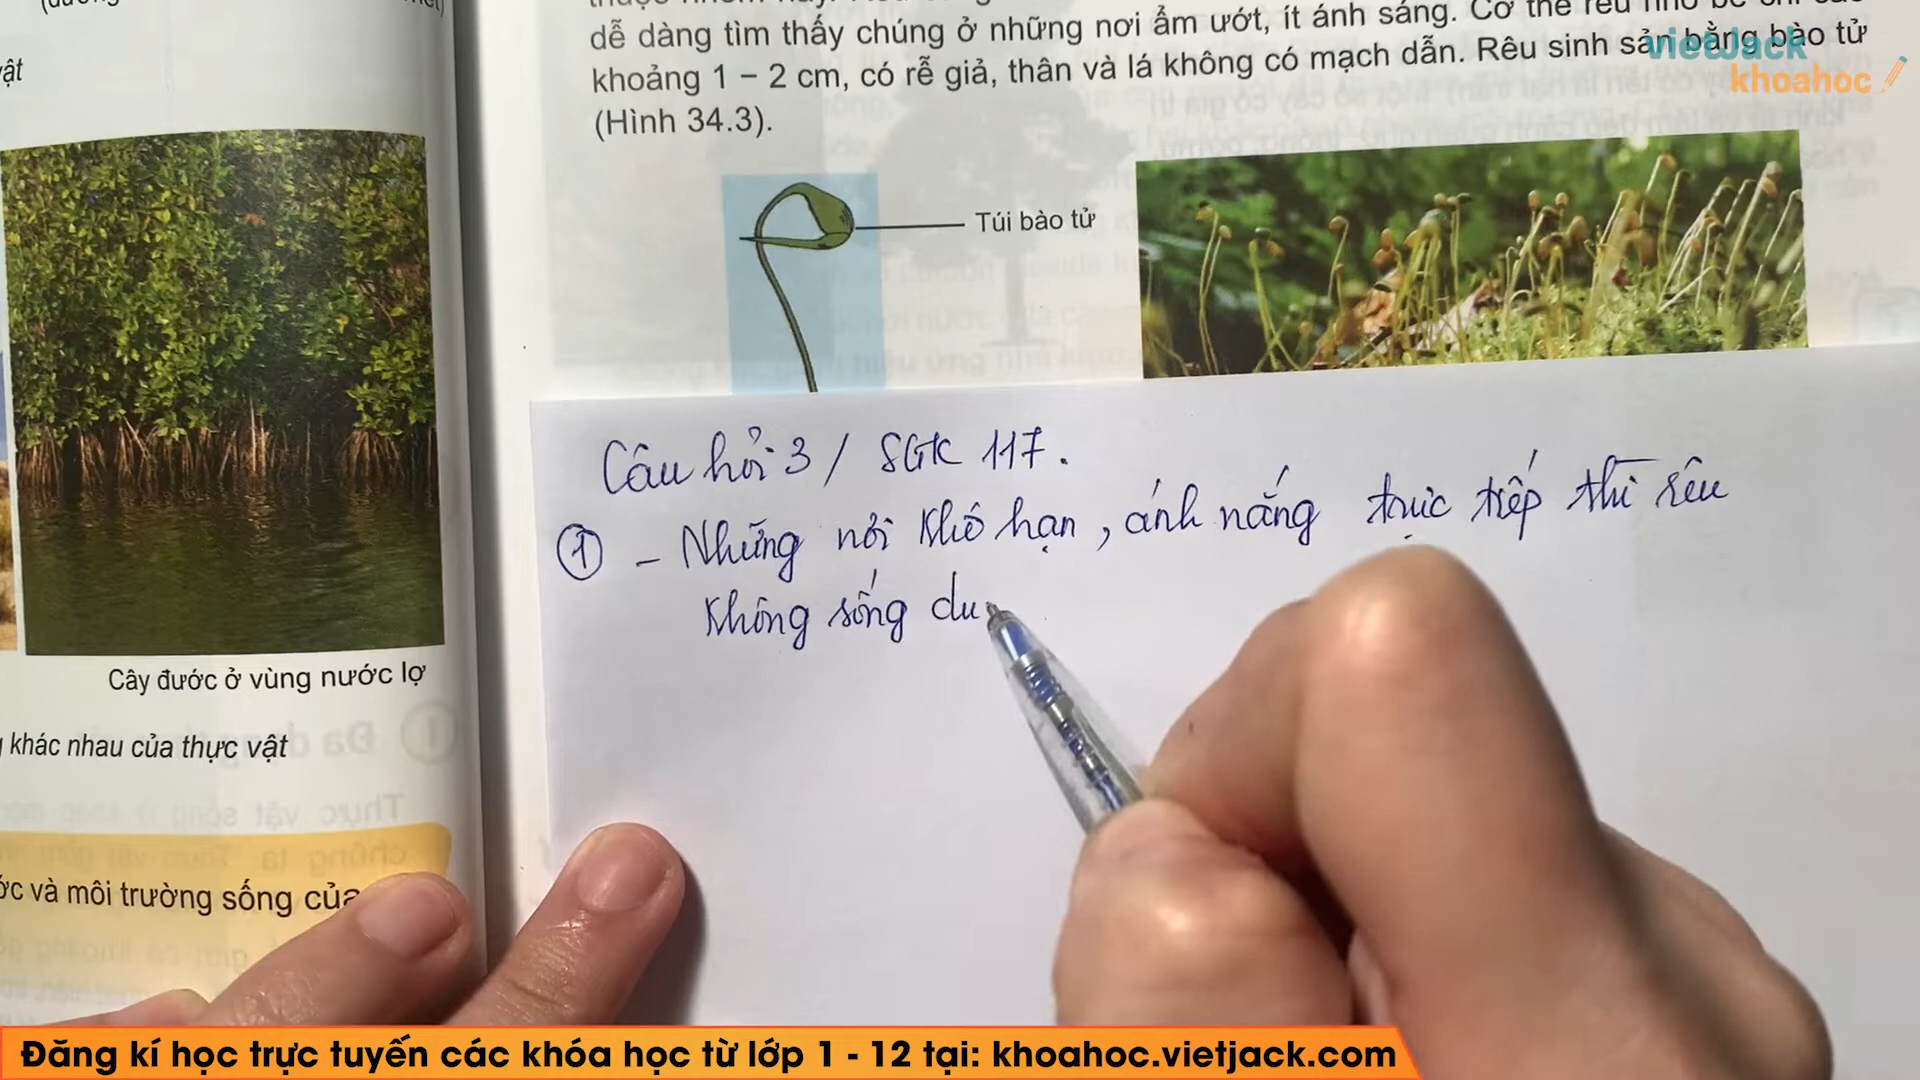 vật
dễ dàng tìm thấy chúng ở những nơi ẩm ướt, ít ánh sáng. Cơ thể rêu nhỏ bé chỉ cao
khoảng 1 – 2 cm, có rễ giả, thân và lá không có mạch dẫn. Rêu sinh sản bằng bào tử
(Hình 34.3).
vietjack
khoahoc
Túi bào tử
Câu hỏi 3 / SGK 117.
① - Những nơi khô hạn, ánh nắng trực tiếp thì rêu
không sống du
Cây đước ở vùng nước lợ
khác nhau của thực vật
ớc và môi trường sống của
Đăng kí học trực tuyến các khóa học từ lớp 1 - 12 tại: khoahoc.vietjack.com